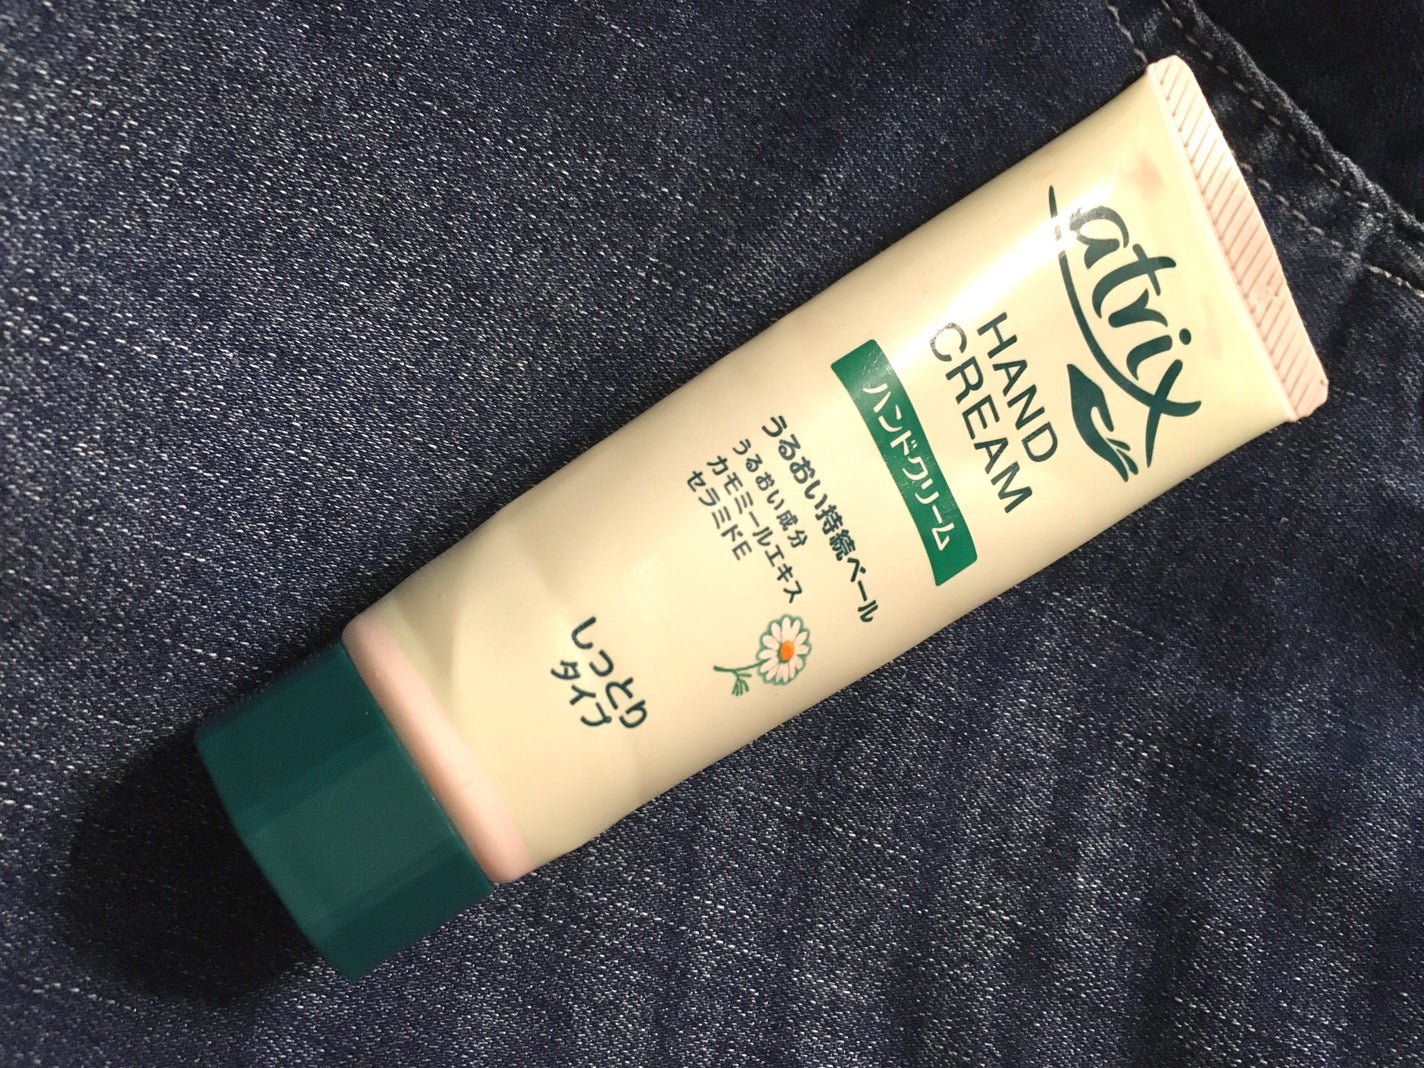 atrix
HAND
CREAM
ハンドクリーム
うるおい持続ベール
うるおい成分
カモミールエキス
セラミドE
しっとり
タイプ